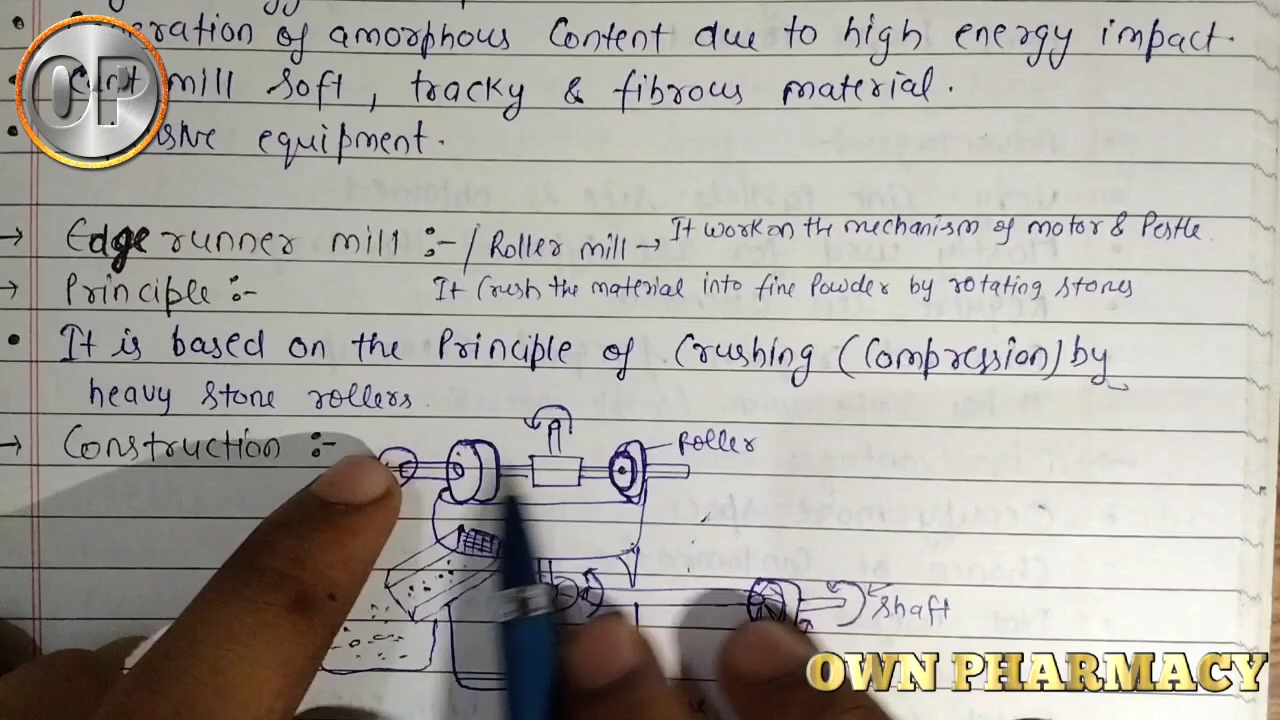 of amorphous Content due to high energy impact.
mill Soft, tracky & fibrous material.
OP
equipment.
→ Edge runner mill :- / Roller mill → It work on the mechanism of motor & Pestle
→ Principle :- It Crush the material into fine Powder by rotating stones
• It is based on the Principle of Crushing (Compression) by
heavy Stone rollers.
→ Construction :-
Roller
Shaft
OWN PHARMACY